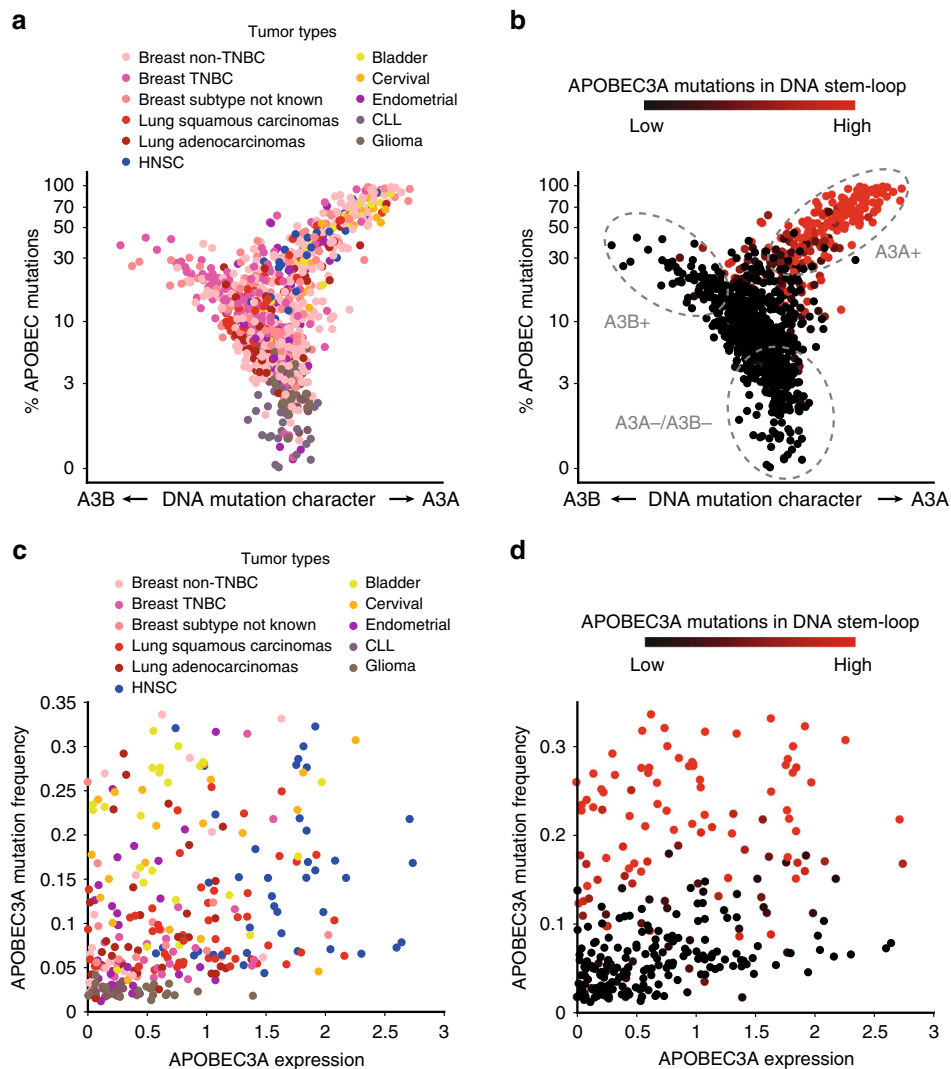 a
Tumor types
Breast non-TNBC
Breast TNBC
Breast subtype not known
Lung squamous carcinomas
Lung adenocarcinomas
HNSC
Bladder
Cervival
Endometrial
CLL
Glioma
% APOBEC mutations
100
70
50
30
10
3
0
A3B ← DNA mutation character → A3A
b
APOBEC3A mutations in DNA stem-loop
Low High
% APOBEC mutations
100
70
50
30
10
3
0
A3B+
A3A+
A3A–/A3B–
A3B ← DNA mutation character → A3A
c
Tumor types
Breast non-TNBC
Breast TNBC
Breast subtype not known
Lung squamous carcinomas
Lung adenocarcinomas
HNSC
Bladder
Cervival
Endometrial
CLL
Glioma
APOBEC3A mutation frequency
0.35
0.3
0.25
0.2
0.15
0.1
0.05
0
0 0.5 1 1.5 2 2.5 3
APOBEC3A expression
d
APOBEC3A mutations in DNA stem-loop
Low High
APOBEC3A mutation frequency
0.3
0.2
0.1
0
0 0.5 1 1.5 2 2.5 3
APOBEC3A expression